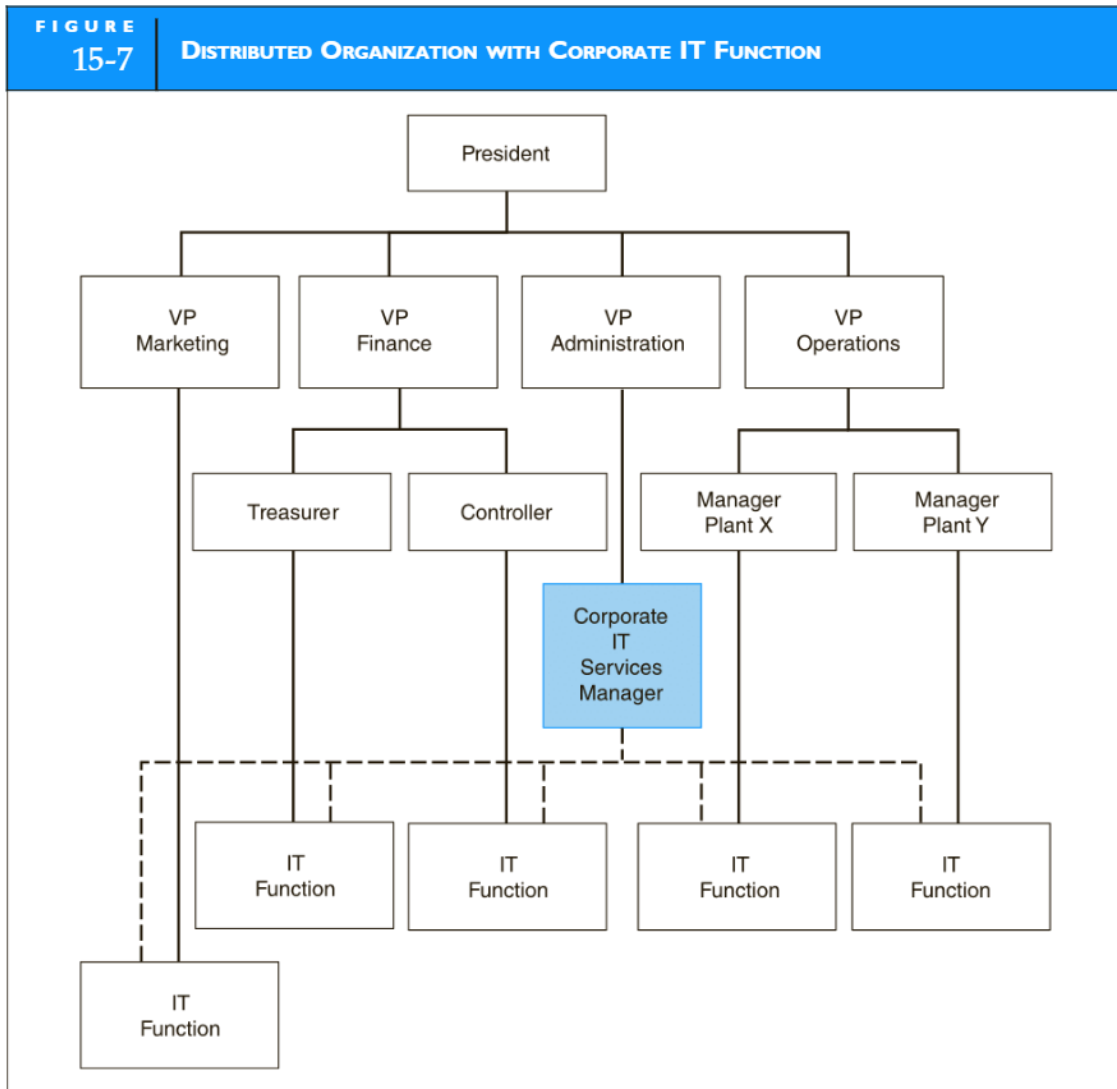 FIGURE
15-7
DISTRIBUTED ORGANIZATION WITH CORPORATE IT FUNCTION
President
VP
Marketing
VP
Finance
VP
Administration
VP
Operations
Treasurer
Controller
Manager
Plant X
Manager
Plant Y
Corporate
IT
Services
Manager
IT
Function
IT
Function
IT
Function
IT
Function
IT
Function